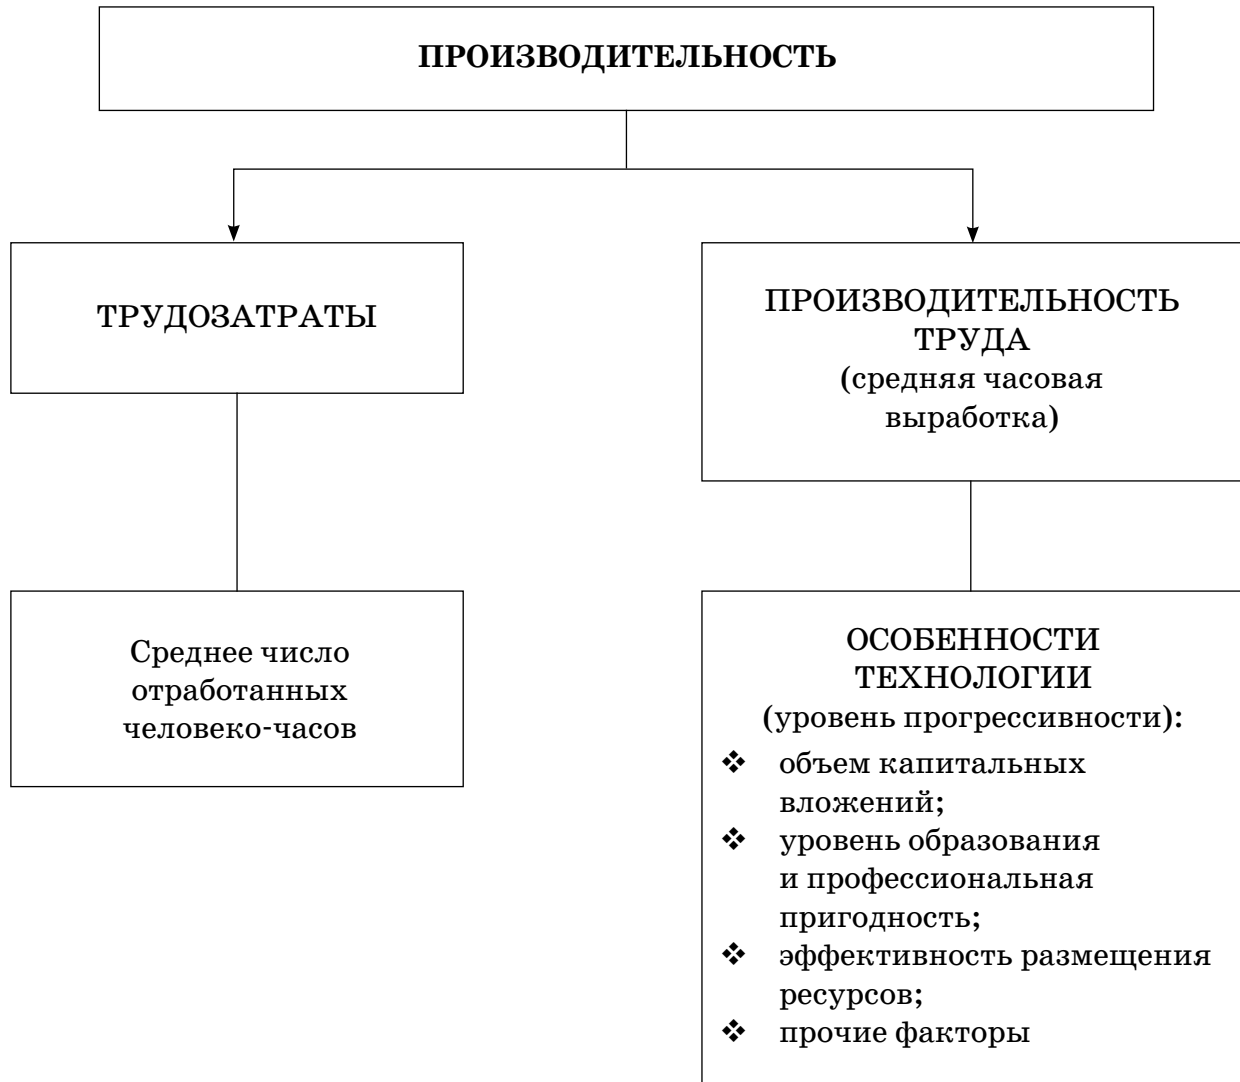 ПРОИЗВОДИТЕЛЬНОСТЬ
ТРУДОЗАТРАТЫ
ПРОИЗВОДИТЕЛЬНОСТЬ
ТРУДА
(средняя часовая
выработка)
Среднее число
отработанных
человеко-часов
ОСОБЕННОСТИ
ТЕХНОЛОГИИ
(уровень прогрессивности):
❖ объем капитальных
вложений;
❖ уровень образования
и профессиональная
пригодность;
❖ эффективность размещения
ресурсов;
❖ прочие факторы